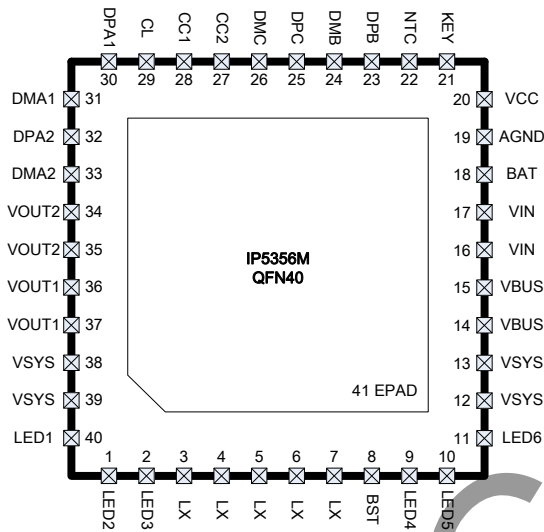 DPA1 CL CC1 CC2 DMC DPC DMB DPB NTC KEY
30 29 28 27 26 25 24 23 22 21
DMA1 31
DPA2 32
DMA2 33
VOUT2 34
VOUT2 35
VOUT1 36
VOUT1 37
VSYS 38
VSYS 39
LED1 40
IP5356M
QFN40
41 EPAD
20 VCC
19 AGND
18 BAT
17 VIN
16 VIN
15 VBUS
14 VBUS
13 VSYS
12 VSYS
11 LED6
1 2 3 4 5 6 7 8 9 10
LED2 LED3 LX LX LX LX LX BST LED4 LED5